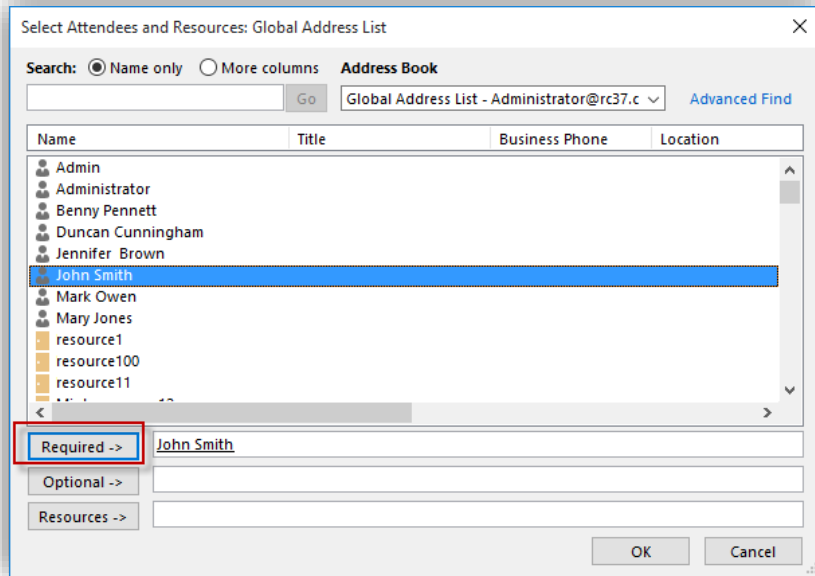 Select Attendees and Resources: Global Address List
Search: Name only More columns Address Book
Go Global Address List - Administrator@rc37.c Advanced Find
Name Title Business Phone Location
Admin
Administrator
Benny Pennett
Duncan Cunningham
Jennifer Brown
John Smith
Mark Owen
Mary Jones
resource1
resource100
resource11
Required -> John Smith
Optional ->
Resources ->
OK Cancel